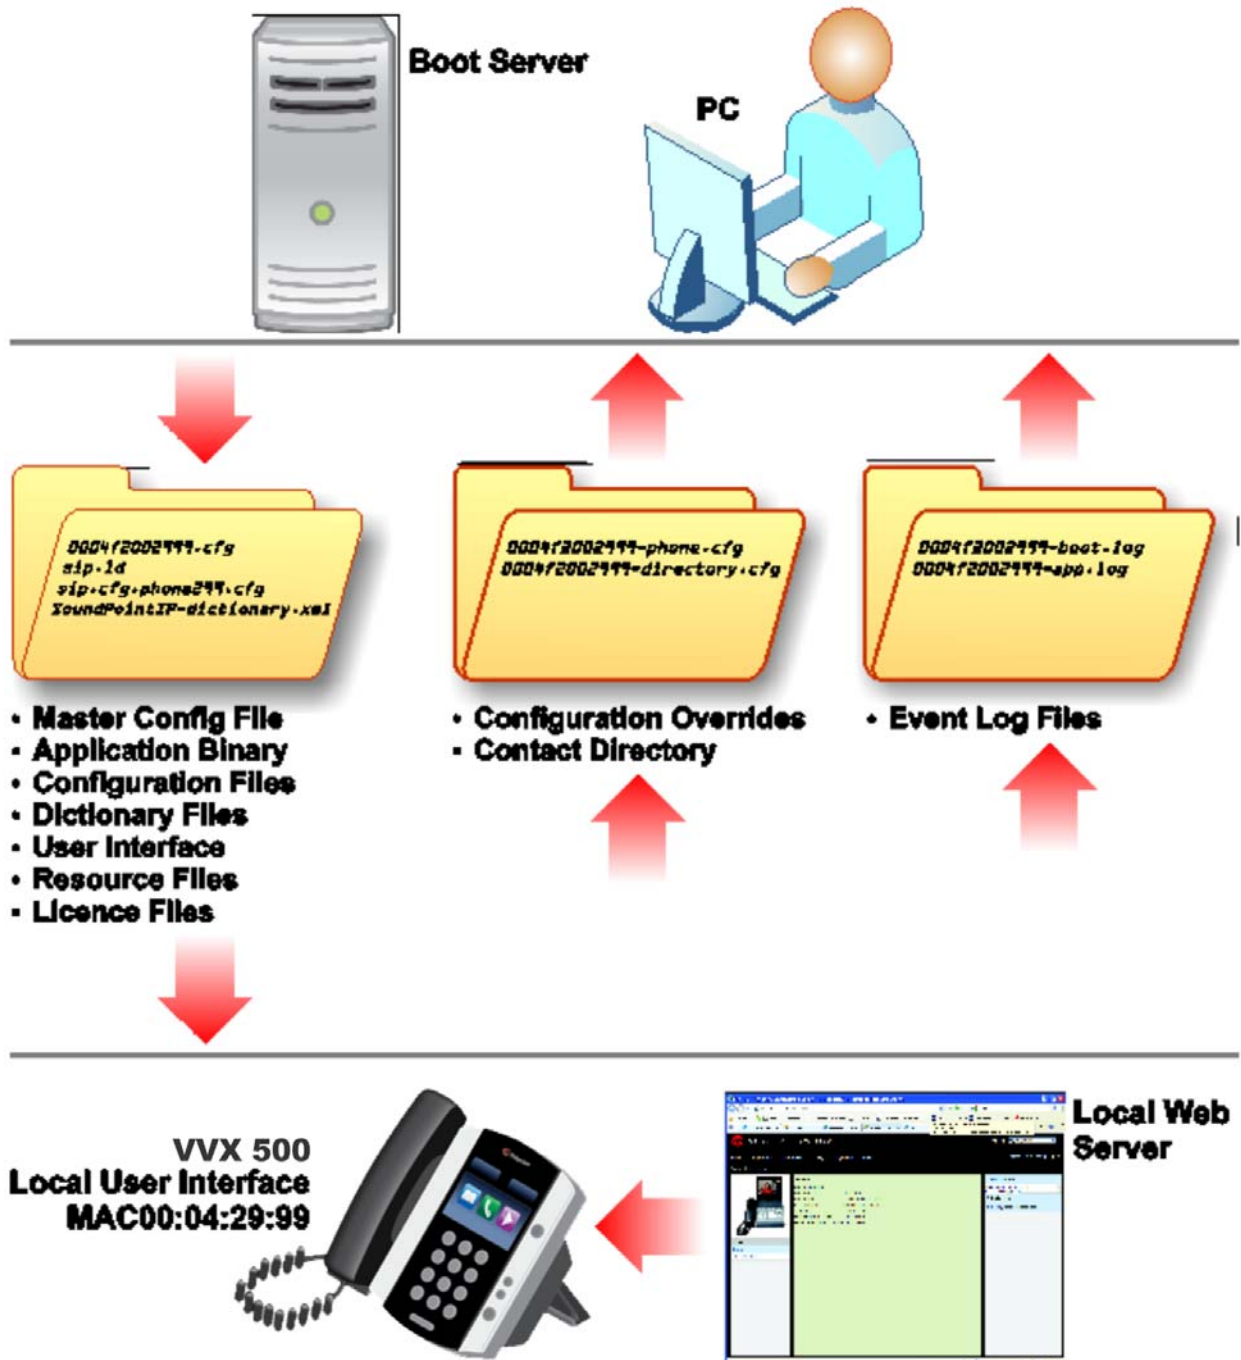 Boot Server
PC
0004f2002999.cfg
sip.ld
sip.cfg.phone299.cfg
SoundPointIP-dictionary.xml
0004f2002999-phone.cfg
0004f2002999-directory.cfg
0004f2002999-boot.log
0004f2002999-app.log
• Master Config File
• Application Binary
• Configuration Files
• Dictionary Files
• User Interface
• Resource Files
• Licence Files
• Configuration Overrides
• Contact Directory
• Event Log Files
VVX 500
Local User Interface
MAC00:04:29:99
Local Web
Server